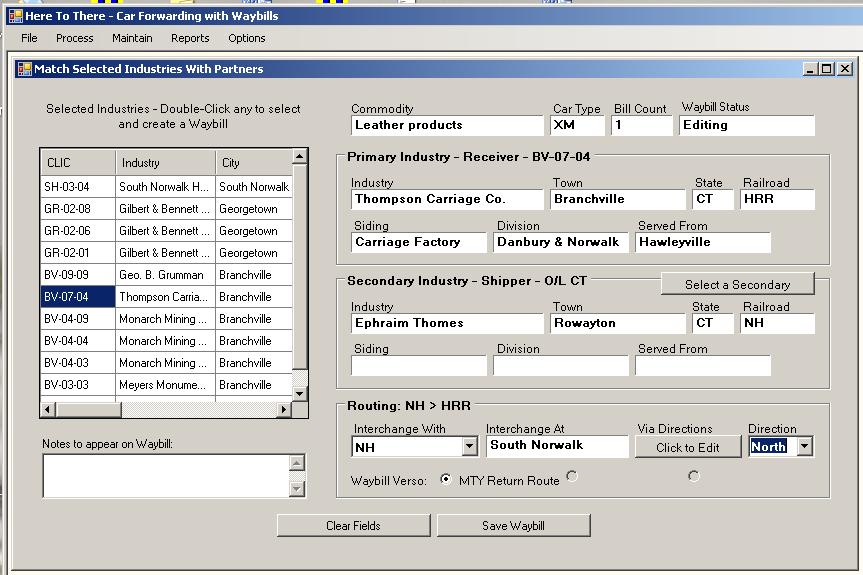 Here To There - Car Forwarding with Waybills
File Process Maintain Reports Options
Match Selected Industries With Partners
Selected Industries - Double-Click any to select
and create a Waybill
CLIC Industry City
SH-03-04 South Norwalk H... South Norwalk
GR-02-08 Gilbert & Bennett ... Georgetown
GR-02-06 Gilbert & Bennett ... Georgetown
GR-02-01 Gilbert & Bennett ... Georgetown
BV-09-09 Geo. B. Grumman Branchville
BV-07-04 Thompson Carria... Branchville
BV-04-09 Monarch Mining ... Branchville
BV-04-04 Monarch Mining ... Branchville
BV-04-03 Monarch Mining ... Branchville
BV-03-03 Meyers Monume... Branchville
Notes to appear on Waybill:
Commodity Car Type Bill Count Waybill Status
Leather products XM 1 Editing
Primary Industry - Receiver - BV-07-04
Industry Town State Railroad
Thompson Carriage Co. Branchville CT HRR
Siding Division Served From
Carriage Factory Danbury & Norwalk Hawleyville
Secondary Industry - Shipper - O/L CT Select a Secondary
Industry Town State Railroad
Ephraim Thomes Rowayton CT NH
Siding Division Served From
Routing: NH > HRR
Interchange With Interchange At Via Directions Direction
NH South Norwalk Click to Edit North
Waybill Verso: MTY Return Route
Clear Fields Save Waybill